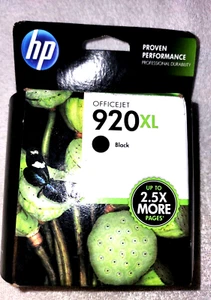 hp
PROVEN
PERFORMANCE
PROFESSIONAL DURABILITY
OFFICEJET
920XL
Black
UP TO
2.5X
MORE
PAGES*